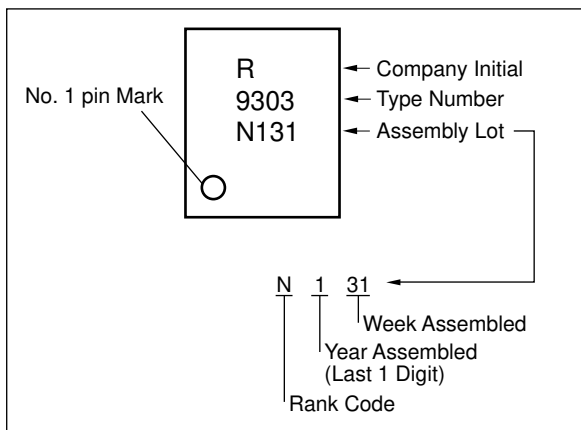 R
Company Initial
No. 1 pin Mark
9303
Type Number
N131
Assembly Lot
N 1 31
Week Assembled
Year Assembled
(Last 1 Digit)
Rank Code